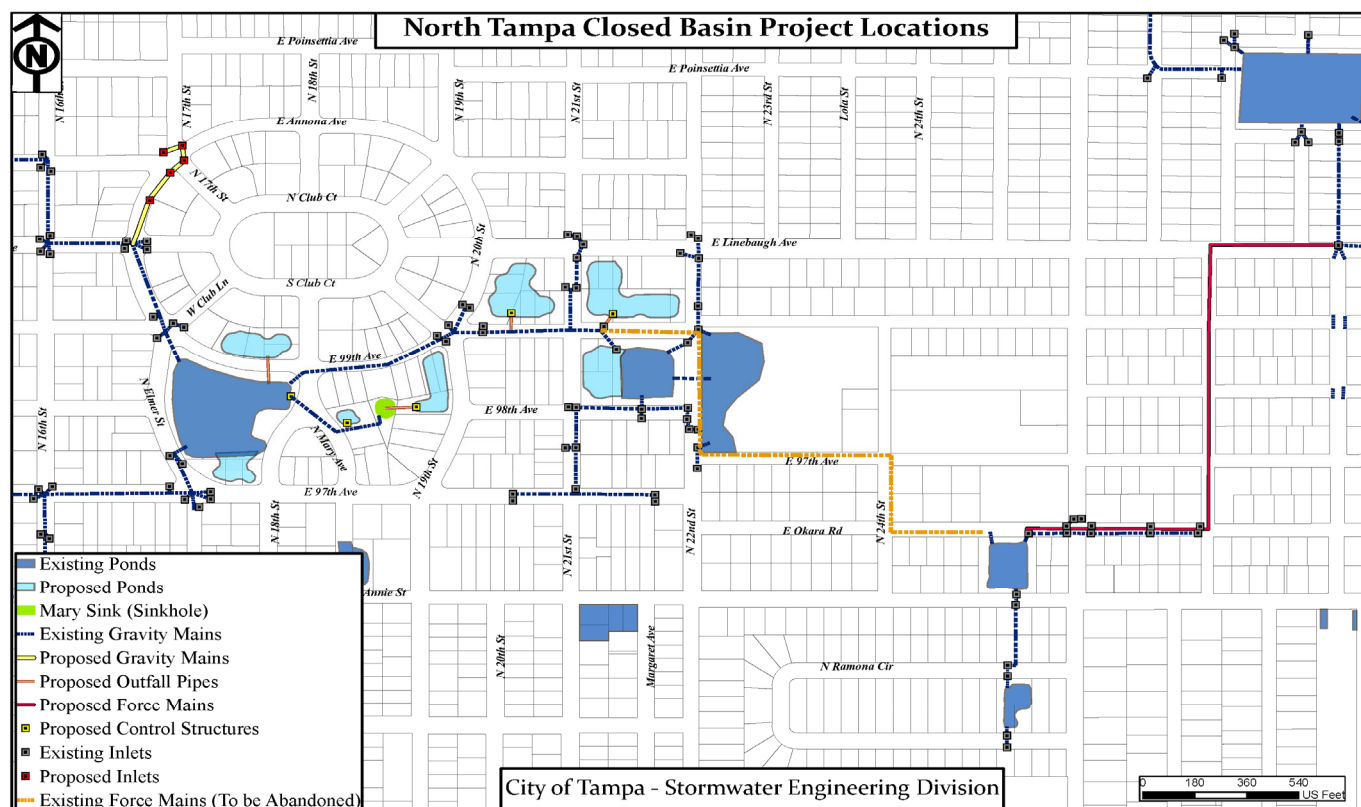 North Tampa Closed Basin Project Locations
N
E Poinsettia Ave
E Poinsettia Ave
N 16th St
N 17th St
N 18th St
N 19th St
N 21st St
N 23rd St
Lola St
N 24th St
E Annona Ave
N 17th St
N Club Ct
N 20th St
E Linebaugh Ave
S Club Ct
W Club Ln
E 99th Ave
N Elmer St
N 16th St
E 98th Ave
N Mary Ave
N 19th St
E 97th Ave
E 97th Ave
N 18th St
N 21st St
N 22nd St
E Okara Rd
N 24th St
Annie St
N 20th St
Margaret Ave
N Ramona Cir
Existing Ponds
Proposed Ponds
Mary Sink (Sinkhole)
Existing Gravity Mains
Proposed Gravity Mains
Proposed Outfall Pipes
Proposed Force Mains
Proposed Control Structures
Existing Inlets
Proposed Inlets
Existing Force Mains (To be Abandoned)
City of Tampa - Stormwater Engineering Division
0 180 360 540
US Feet